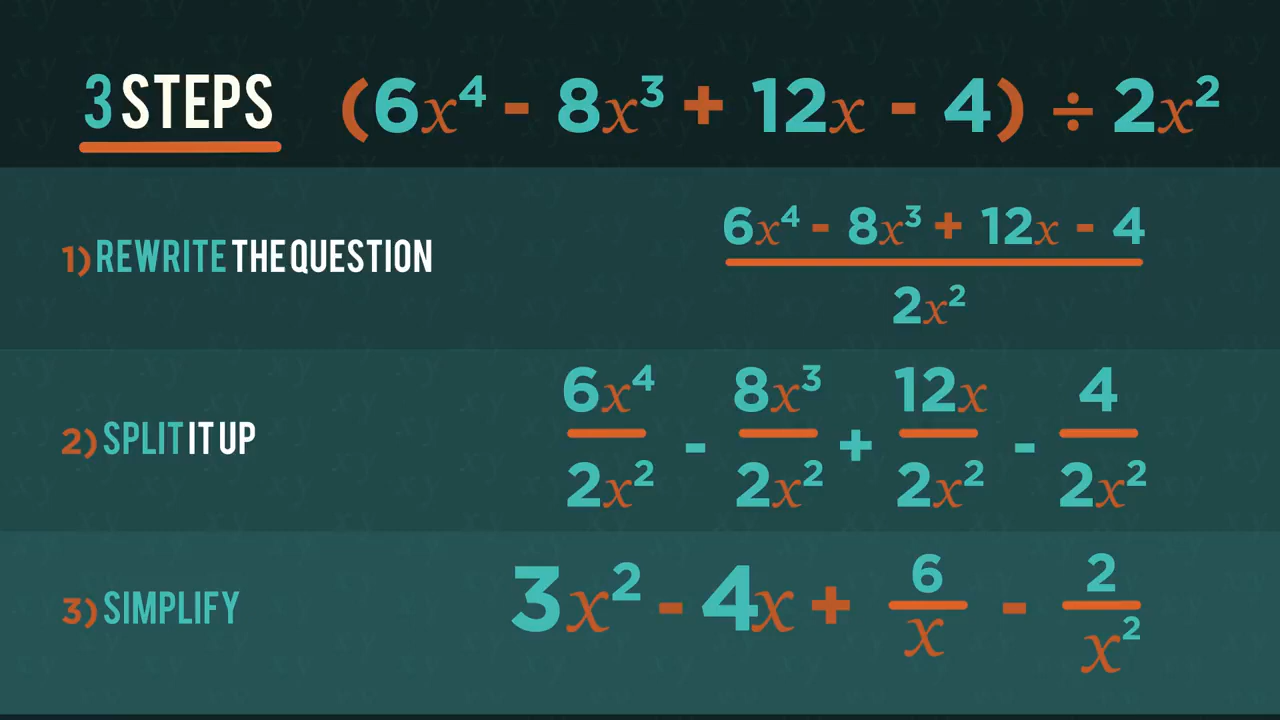 3 STEPS (6x⁴ - 8x³ + 12x - 4) ÷ 2x²
1) REWRITE THE QUESTION
6x⁴ - 8x³ + 12x - 4
2x²
2) SPLIT IT UP
6x⁴ 8x³ 12x 4
- + -
2x² 2x² 2x² 2x²
3) SIMPLIFY
6 2
3x² - 4x + -
x x²